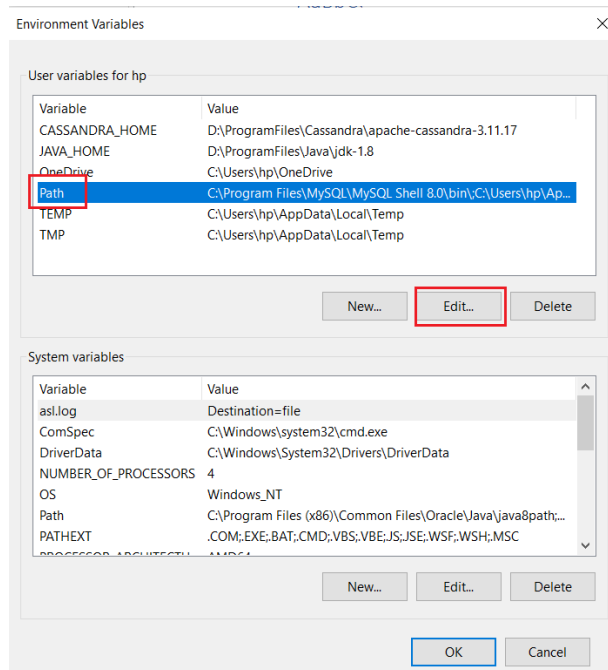 Environment Variables
User variables for hp
Variable Value
CASSANDRA_HOME D:\ProgramFiles\Cassandra\apache-cassandra-3.11.17
JAVA_HOME D:\ProgramFiles\Java\jdk-1.8
OneDrive C:\Users\hp\OneDrive
Path C:\Program Files\MySQL\MySQL Shell 8.0\bin\;C:\Users\hp\Ap...
TEMP C:\Users\hp\AppData\Local\Temp
TMP C:\Users\hp\AppData\Local\Temp
New... Edit... Delete
System variables
Variable Value
asl.log Destination=file
ComSpec C:\Windows\system32\cmd.exe
DriverData C:\Windows\System32\Drivers\DriverData
NUMBER_OF_PROCESSORS 4
OS Windows_NT
Path C:\Program Files (x86)\Common Files\Oracle\Java\java8path;...
PATHEXT .COM;.EXE;.BAT;.CMD;.VBS;.VBE;.JS;.JSE;.WSF;.WSH;.MSC
PROCESSOR_ARCHITECTU AMD64
New... Edit... Delete
OK Cancel